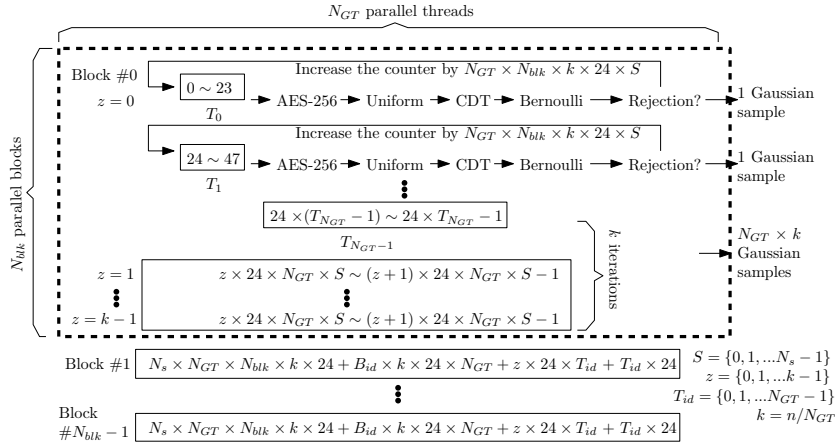 N_{GT} parallel threads
N_{blk} parallel blocks
Block #0
z = 0
Increase the counter by N_{GT} × N_{blk} × k × 24 × S
0 ∼ 23
T_0
AES-256
Uniform
CDT
Bernoulli
Rejection?
1 Gaussian
sample
Increase the counter by N_{GT} × N_{blk} × k × 24 × S
24 ∼ 47
T_1
AES-256
Uniform
CDT
Bernoulli
Rejection?
1 Gaussian
sample
24 ×(T_{N_{GT}} − 1) ∼ 24 × T_{N_{GT}} − 1
T_{N_{GT}−1}
k iterations
N_{GT} × k
Gaussian
samples
z = 1
z × 24 × N_{GT} × S ∼ (z + 1) × 24 × N_{GT} × S − 1
z = k − 1
z × 24 × N_{GT} × S ∼ (z + 1) × 24 × N_{GT} × S − 1
Block #1
N_s × N_{GT} × N_{blk} × k × 24 + B_{id} × k × 24 × N_{GT} + z × 24 × T_{id} + T_{id} × 24
S = {0, 1, ...N_s − 1}
z = {0, 1, ...k − 1}
T_{id} = {0, 1, ...N_{GT} − 1}
k = n/N_{GT}
Block
#N_{blk} − 1
N_s × N_{GT} × N_{blk} × k × 24 + B_{id} × k × 24 × N_{GT} + z × 24 × T_{id} + T_{id} × 24